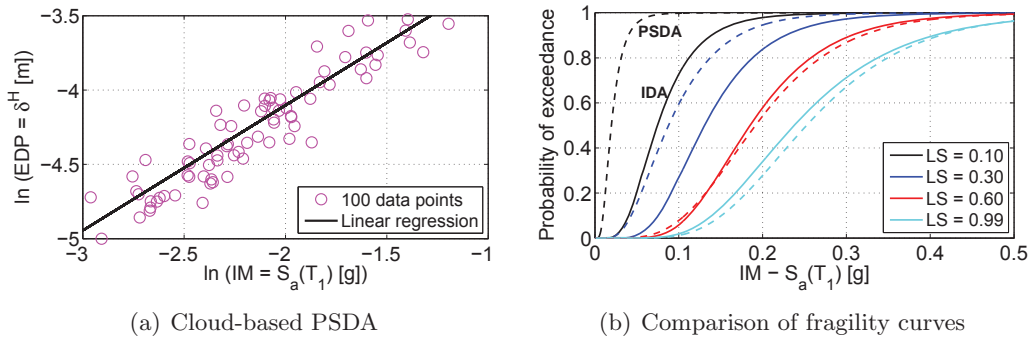 −3.5
−4
−4.5
−5
ln (EDP = δ^H [m])
−3
−2.5
−2
−1.5
−1
ln (IM = S_a(T_1) [g])
100 data points
Linear regression
(a) Cloud-based PSDA
1
0.8
0.6
0.4
0.2
0
Probability of exceedance
PSDA
IDA
LS = 0.10
LS = 0.30
LS = 0.60
LS = 0.99
0
0.1
0.2
0.3
0.4
0.5
IM − S_a(T_1) [g]
(b) Comparison of fragility curves